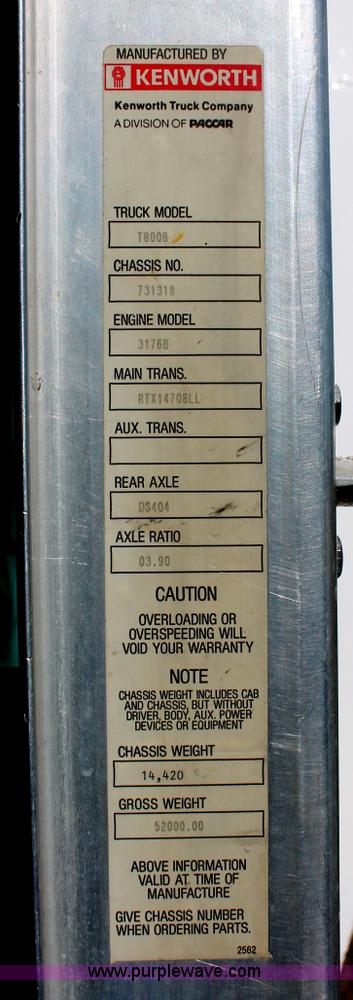 MANUFACTURED BY
KENWORTH
Kenworth Truck Company
A DIVISION OF PACCAR
TRUCK MODEL
T800B
CHASSIS NO.
731318
ENGINE MODEL
3176B
MAIN TRANS.
RTX14708LL
AUX. TRANS.
REAR AXLE
DS404
AXLE RATIO
03.90
CAUTION
OVERLOADING OR
OVERSPEEDING WILL
VOID YOUR WARRANTY
NOTE
CHASSIS WEIGHT INCLUDES CAB
AND CHASSIS, BUT WITHOUT
DRIVER, BODY, AUX. POWER
DEVICES OR EQUIPMENT
CHASSIS WEIGHT
14,420
GROSS WEIGHT
52000.00
ABOVE INFORMATION
VALID AT TIME OF
MANUFACTURE
GIVE CHASSIS NUMBER
WHEN ORDERING PARTS.
2562
www.purplewave.com